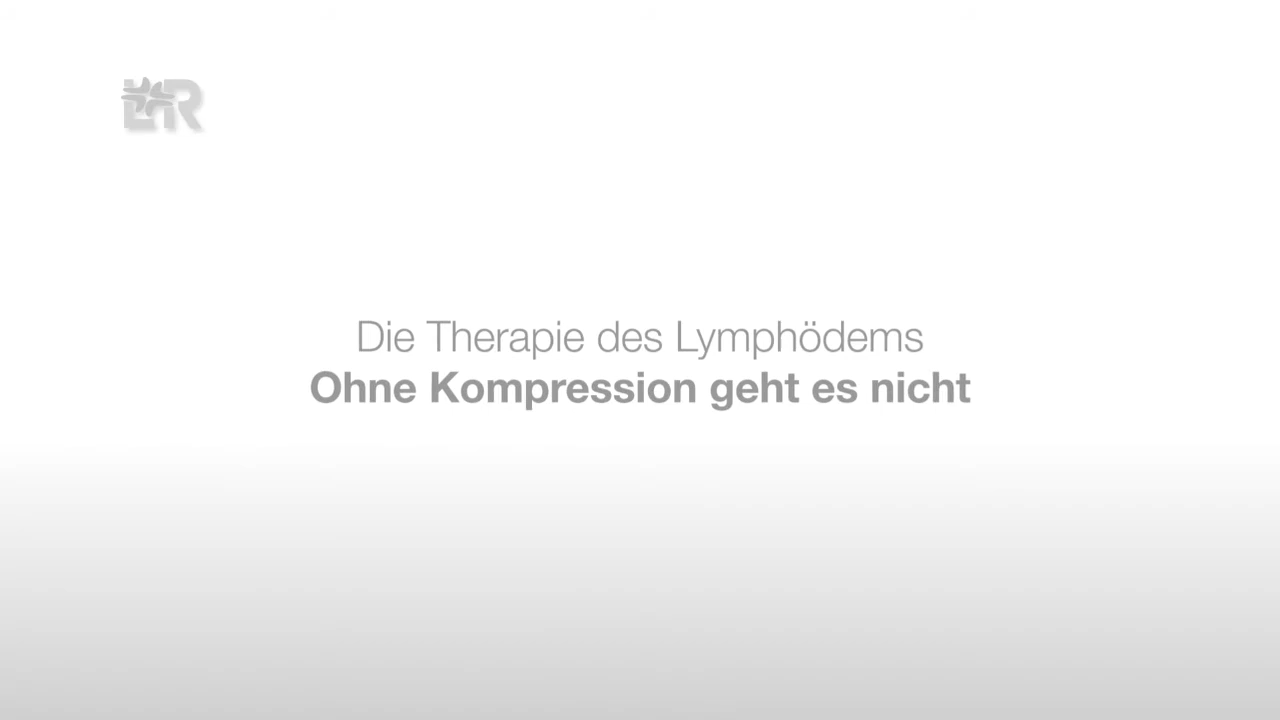 L&R
Die Therapie des Lymphödems
Ohne Kompression geht es nicht